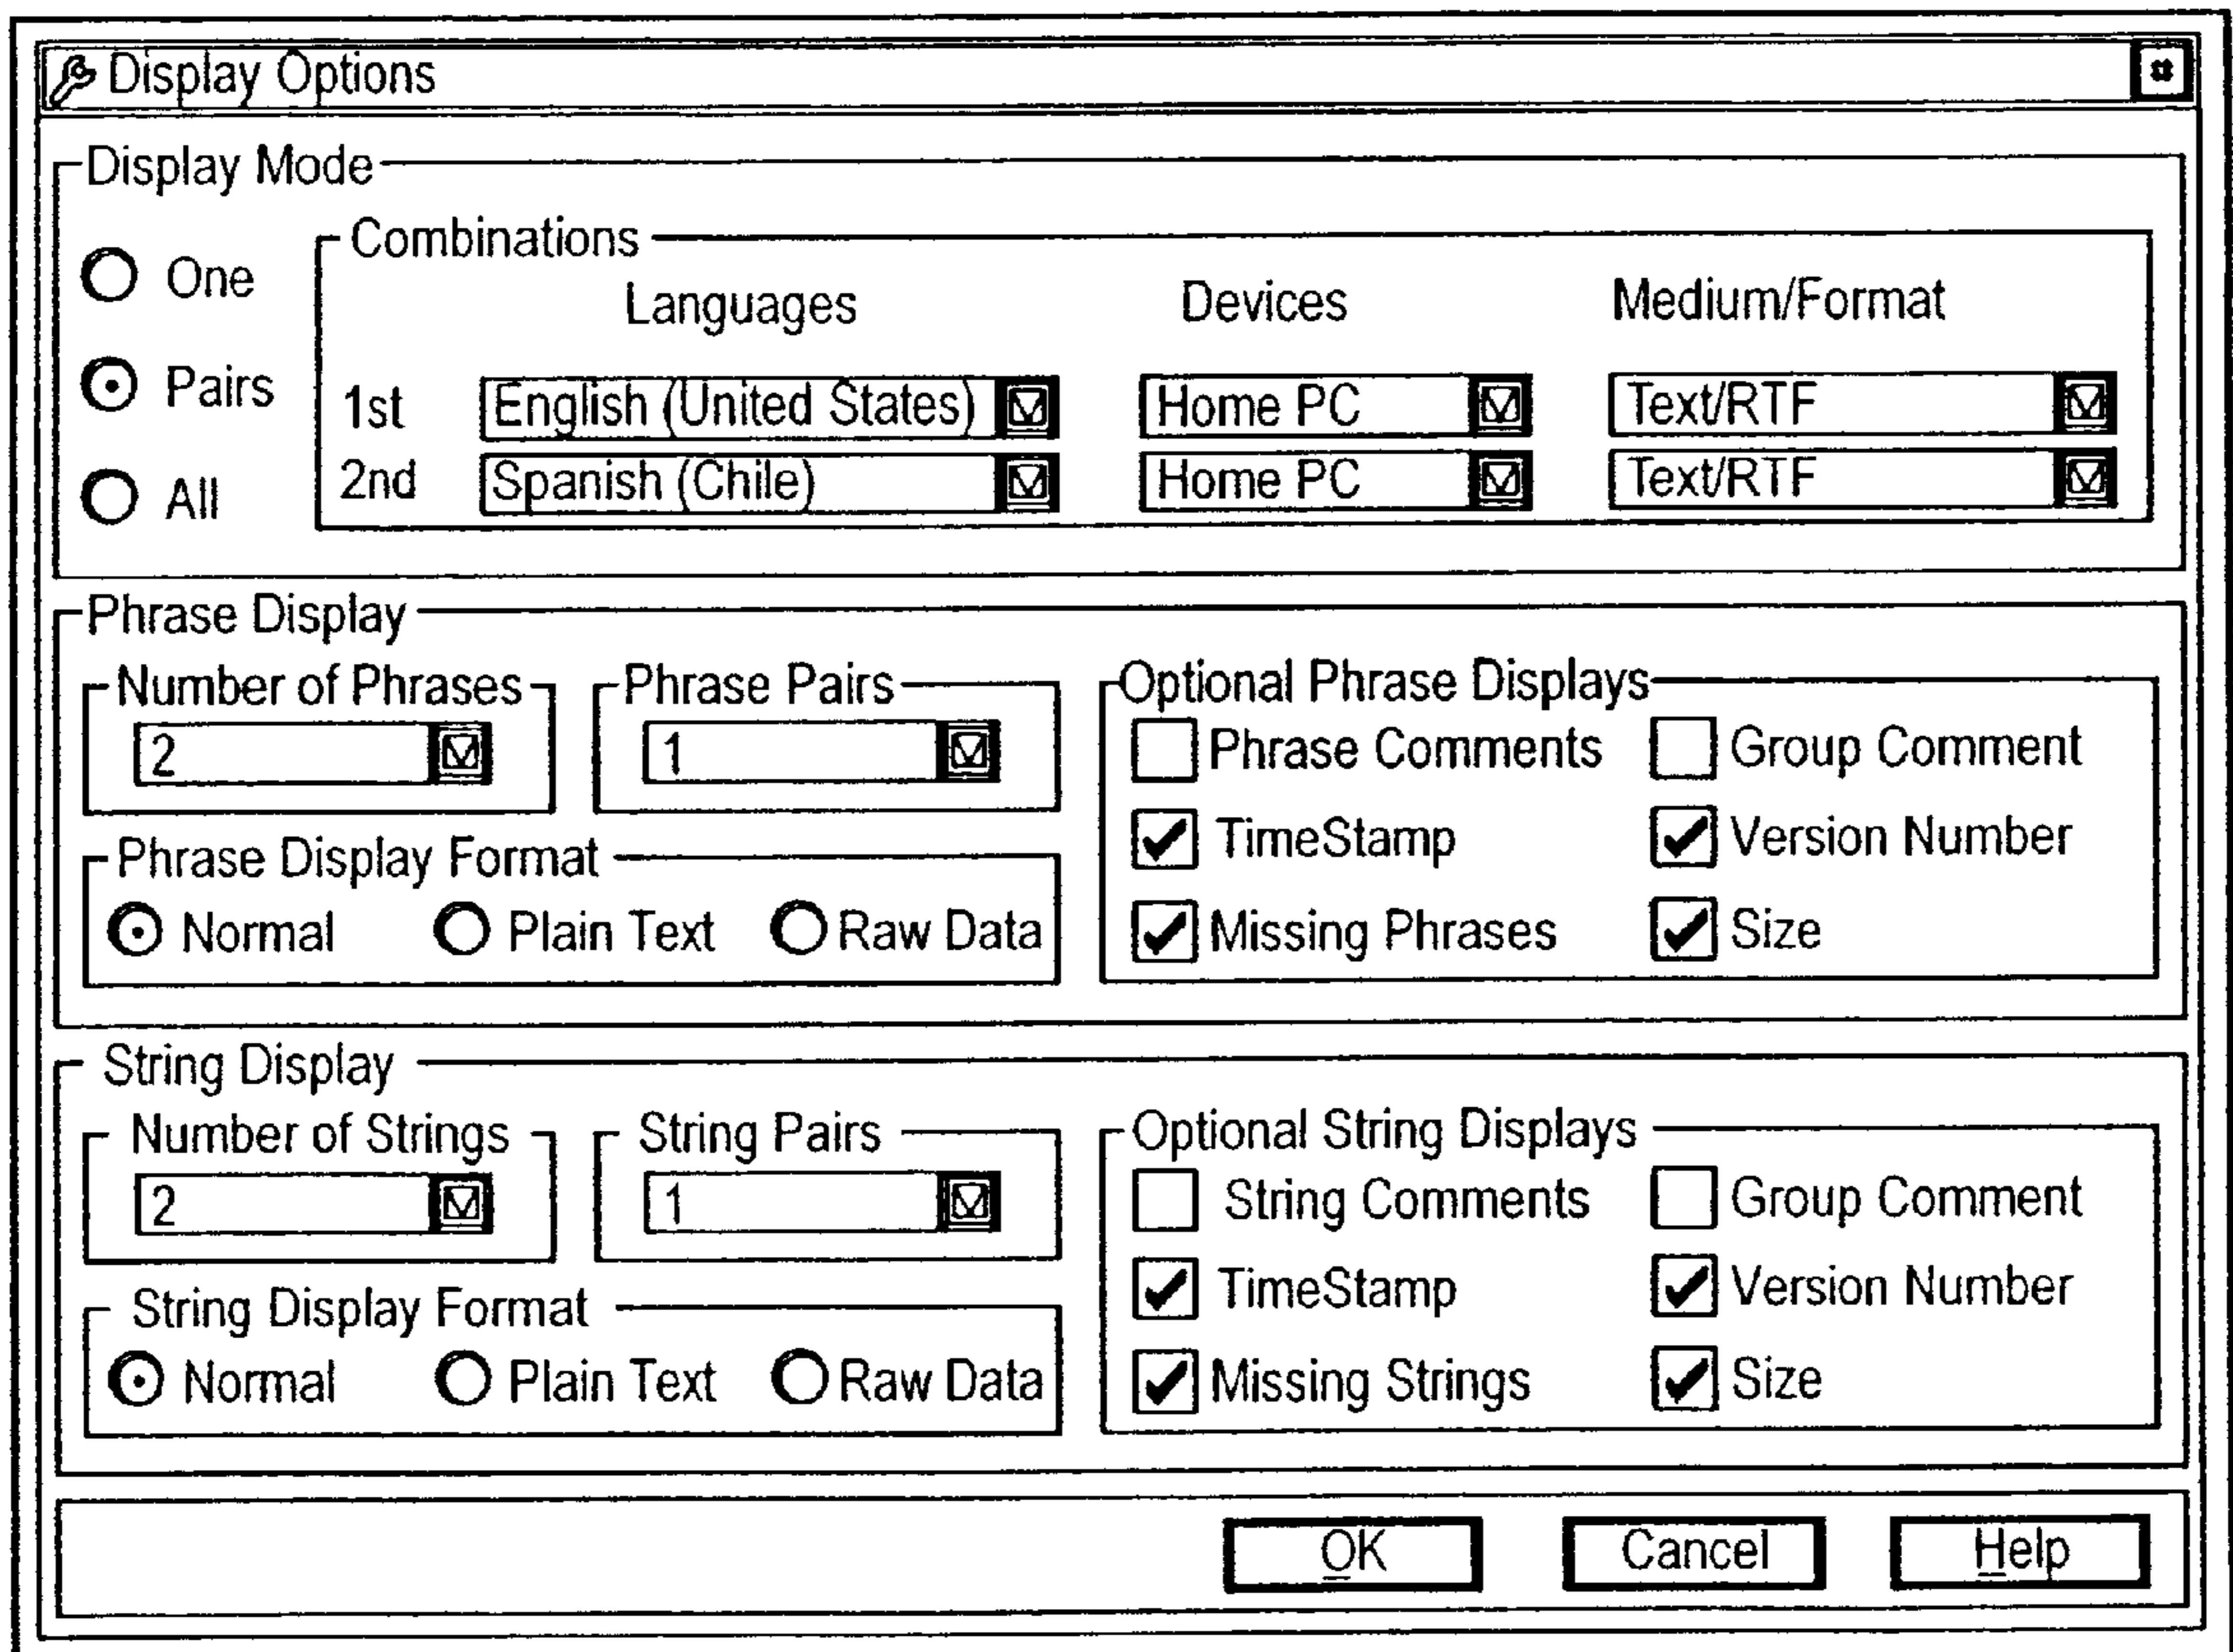 Display Options
Display Mode
Combinations
One
Languages Devices Medium/Format
Pairs
1st English (United States) Home PC Text/RTF
2nd Spanish (Chile) Home PC Text/RTF
All
Phrase Display
Number of Phrases Phrase Pairs Optional Phrase Displays
2 1 Phrase Comments Group Comment
TimeStamp Version Number
Phrase Display Format
Normal Plain Text Raw Data Missing Phrases Size
String Display
Number of Strings String Pairs Optional String Displays
2 1 String Comments Group Comment
TimeStamp Version Number
String Display Format
Normal Plain Text Raw Data Missing Strings Size
OK Cancel Help